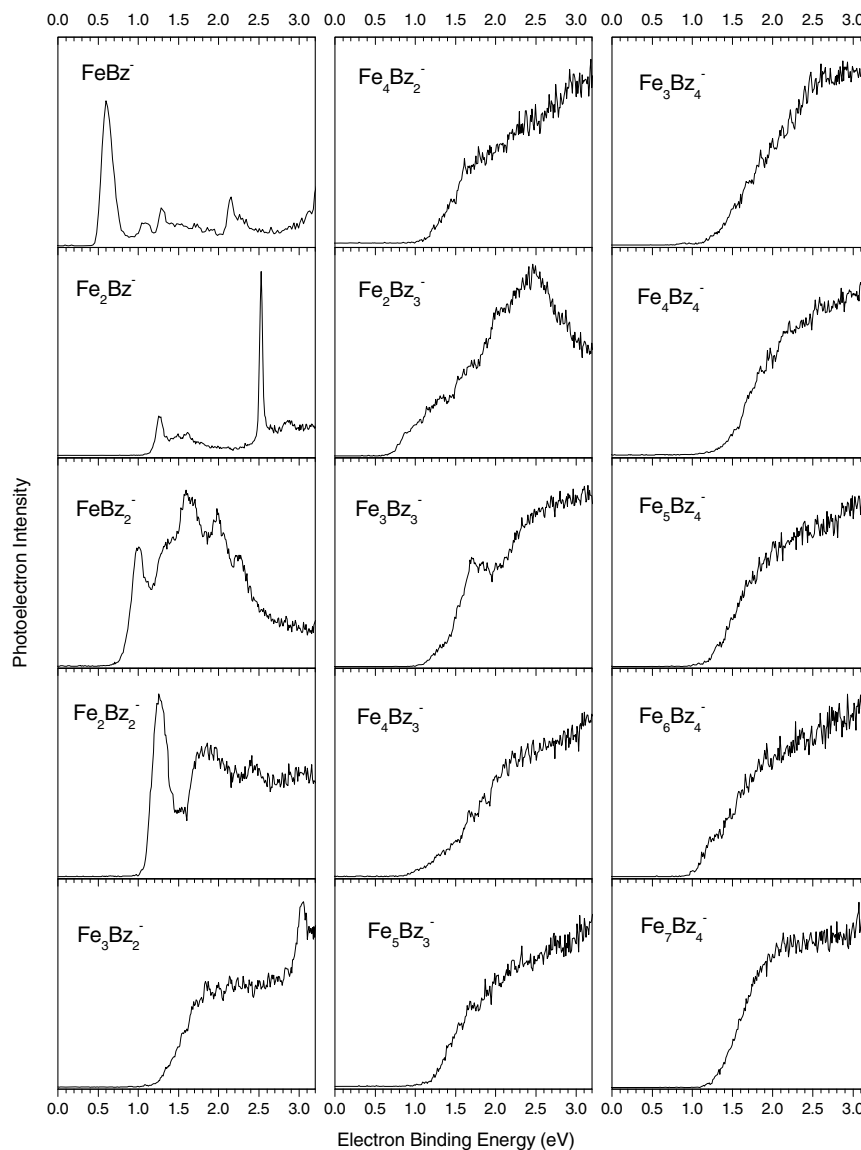 0.0 0.5 1.0 1.5 2.0 2.5 3.0
0.0 0.5 1.0 1.5 2.0 2.5 3.0
0.0 0.5 1.0 1.5 2.0 2.5 3.0
FeBz⁻
Fe₄Bz₂⁻
Fe₃Bz₄⁻
Fe₂Bz⁻
Fe₂Bz₃⁻
Fe₄Bz₄⁻
FeBz₂⁻
Fe₃Bz₃⁻
Fe₅Bz₄⁻
Fe₂Bz₂⁻
Fe₄Bz₃⁻
Fe₆Bz₄⁻
Fe₃Bz₂⁻
Fe₅Bz₃⁻
Fe₇Bz₄⁻
Photoelectron Intensity
0.0 0.5 1.0 1.5 2.0 2.5 3.0
0.0 0.5 1.0 1.5 2.0 2.5 3.0
0.0 0.5 1.0 1.5 2.0 2.5 3.0
Electron Binding Energy (eV)